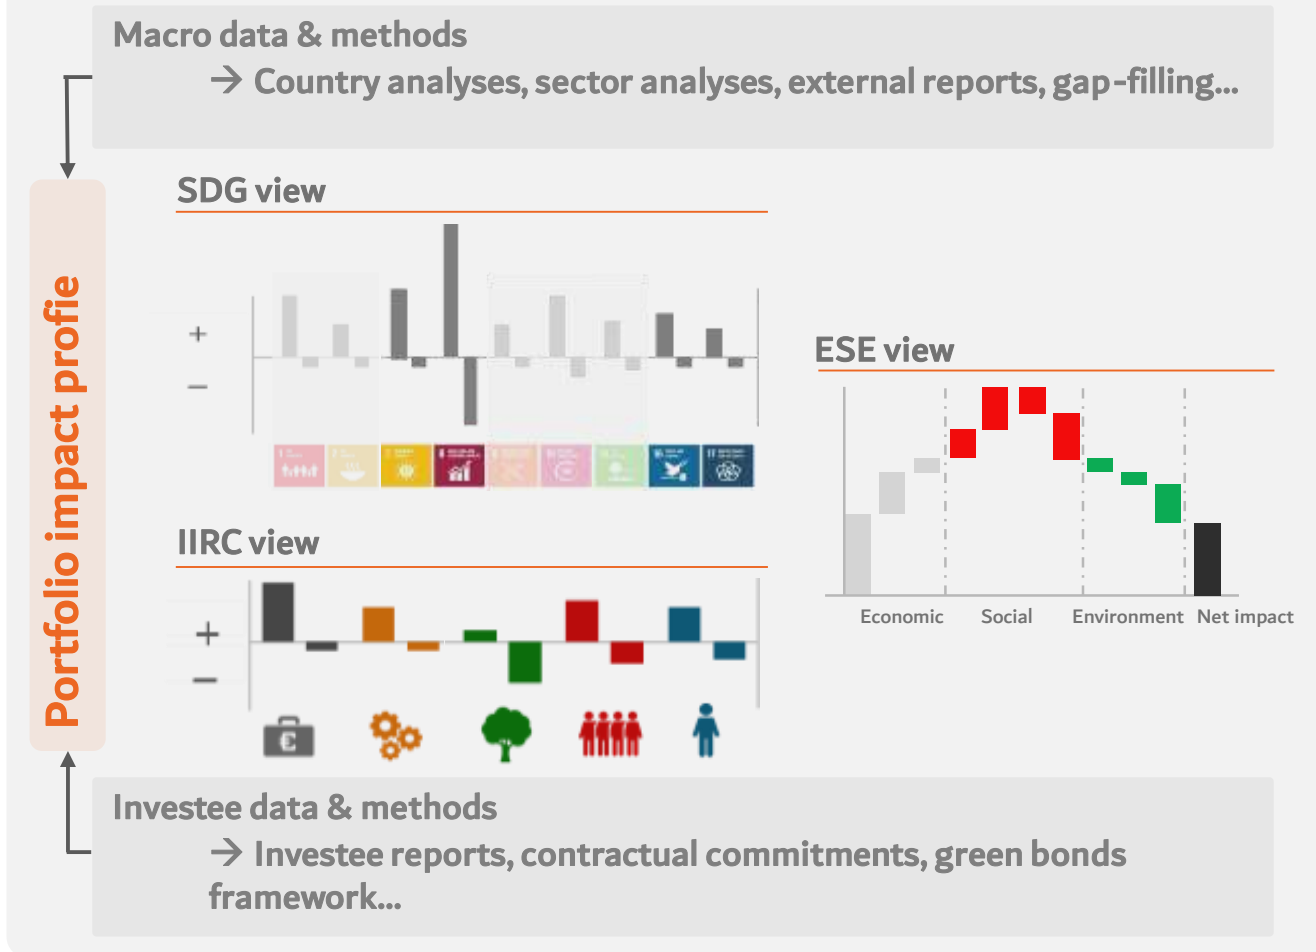 Macro data & methods
→ Country analyses, sector analyses, external reports, gap-filling...
Portfolio impact profie
SDG view
+
−
ESE view
Economic
Social
Environment
Net impact
IIRC view
+
−
€
Investee data & methods
→ Investee reports, contractual commitments, green bonds
framework...